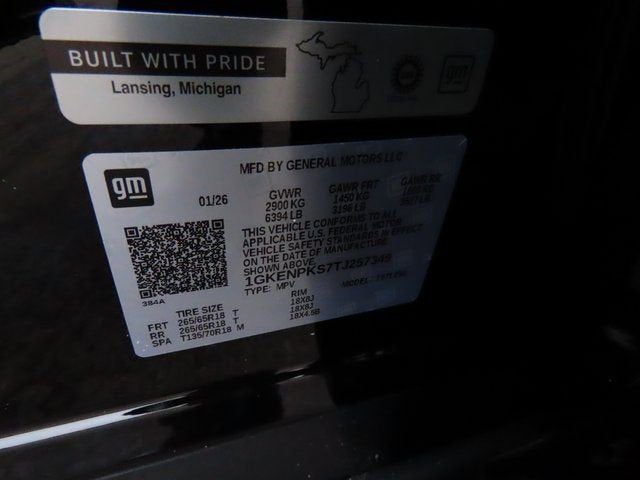 BUILT WITH PRIDE
Lansing, Michigan
gm
MFD BY GENERAL MOTORS LLC
gm
01/26
GVWR GAWR FRT GAWR RR
2900 KG 1450 KG
6394 LB 3196 LB
THIS VEHICLE CONFORMS TO ALL
APPLICABLE U.S. FEDERAL MOTOR
VEHICLE SAFETY STANDARDS IN EFFECT
ON THE DATE OF MANUFACTURE
SHOWN ABOVE.
1GKENPKS7TJ257349
TYPE: MPV MODEL:
384A
TIRE SIZE RIM
FRT 265/65R18 T 18X8J
RR 265/65R18 T 18X8J
SPA T135/70R18 M 18X4.5B